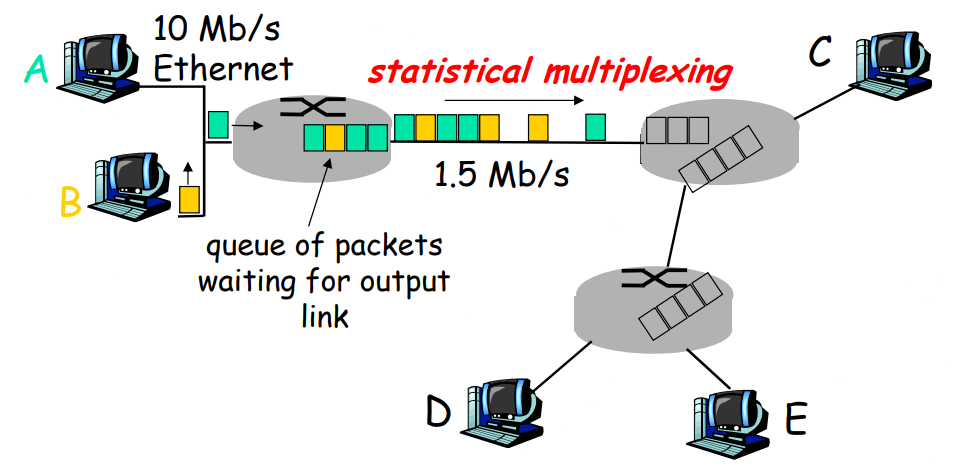 10 Mb/s
Ethernet
A
statistical multiplexing
C
1.5 Mb/s
B
queue of packets
waiting for output
link
D
E